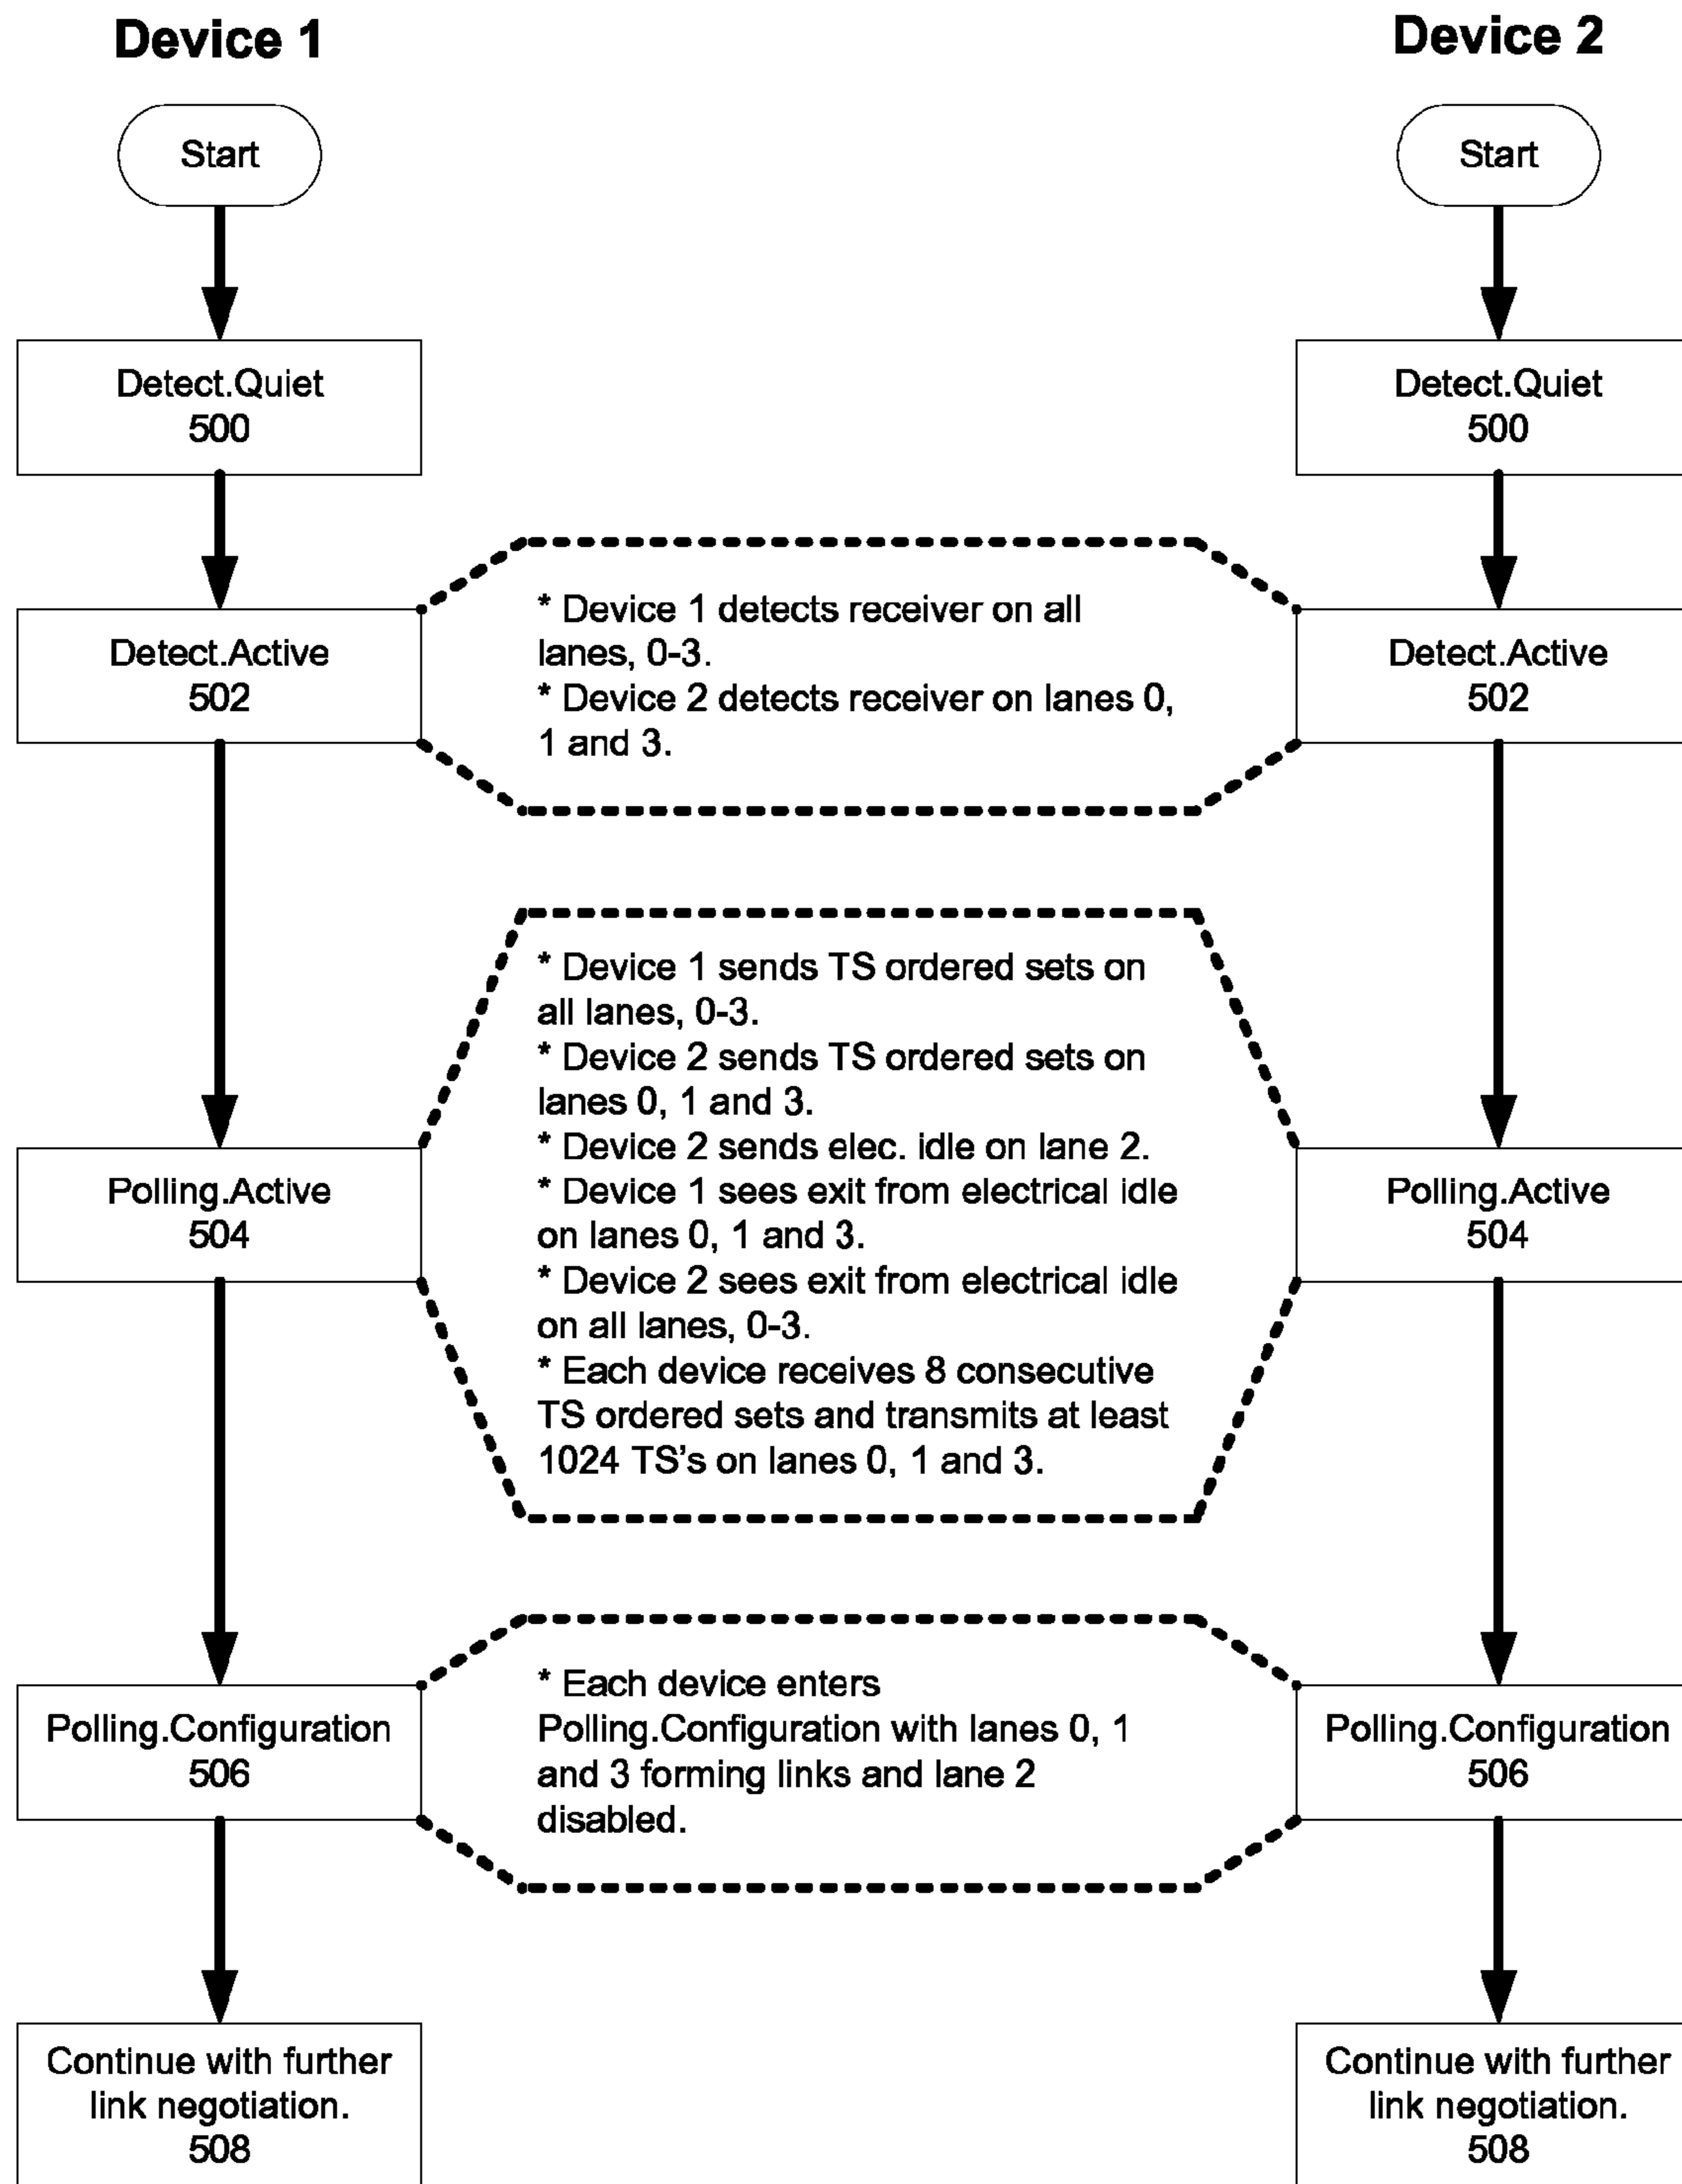 Device 1
Device 2
Start
Start
Detect.Quiet
500
Detect.Quiet
500
Detect.Active
502
* Device 1 detects receiver on all
lanes, 0-3.
* Device 2 detects receiver on lanes 0,
1 and 3.
Detect.Active
502
Polling.Active
504
* Device 1 sends TS ordered sets on
all lanes, 0-3.
* Device 2 sends TS ordered sets on
lanes 0, 1 and 3.
* Device 2 sends elec. idle on lane 2.
* Device 1 sees exit from electrical idle
on lanes 0, 1 and 3.
* Device 2 sees exit from electrical idle
on all lanes, 0-3.
* Each device receives 8 consecutive
TS ordered sets and transmits at least
1024 TS's on lanes 0, 1 and 3.
Polling.Active
504
Polling.Configuration
506
* Each device enters
Polling.Configuration with lanes 0, 1
and 3 forming links and lane 2
disabled.
Polling.Configuration
506
Continue with further
link negotiation.
508
Continue with further
link negotiation.
508